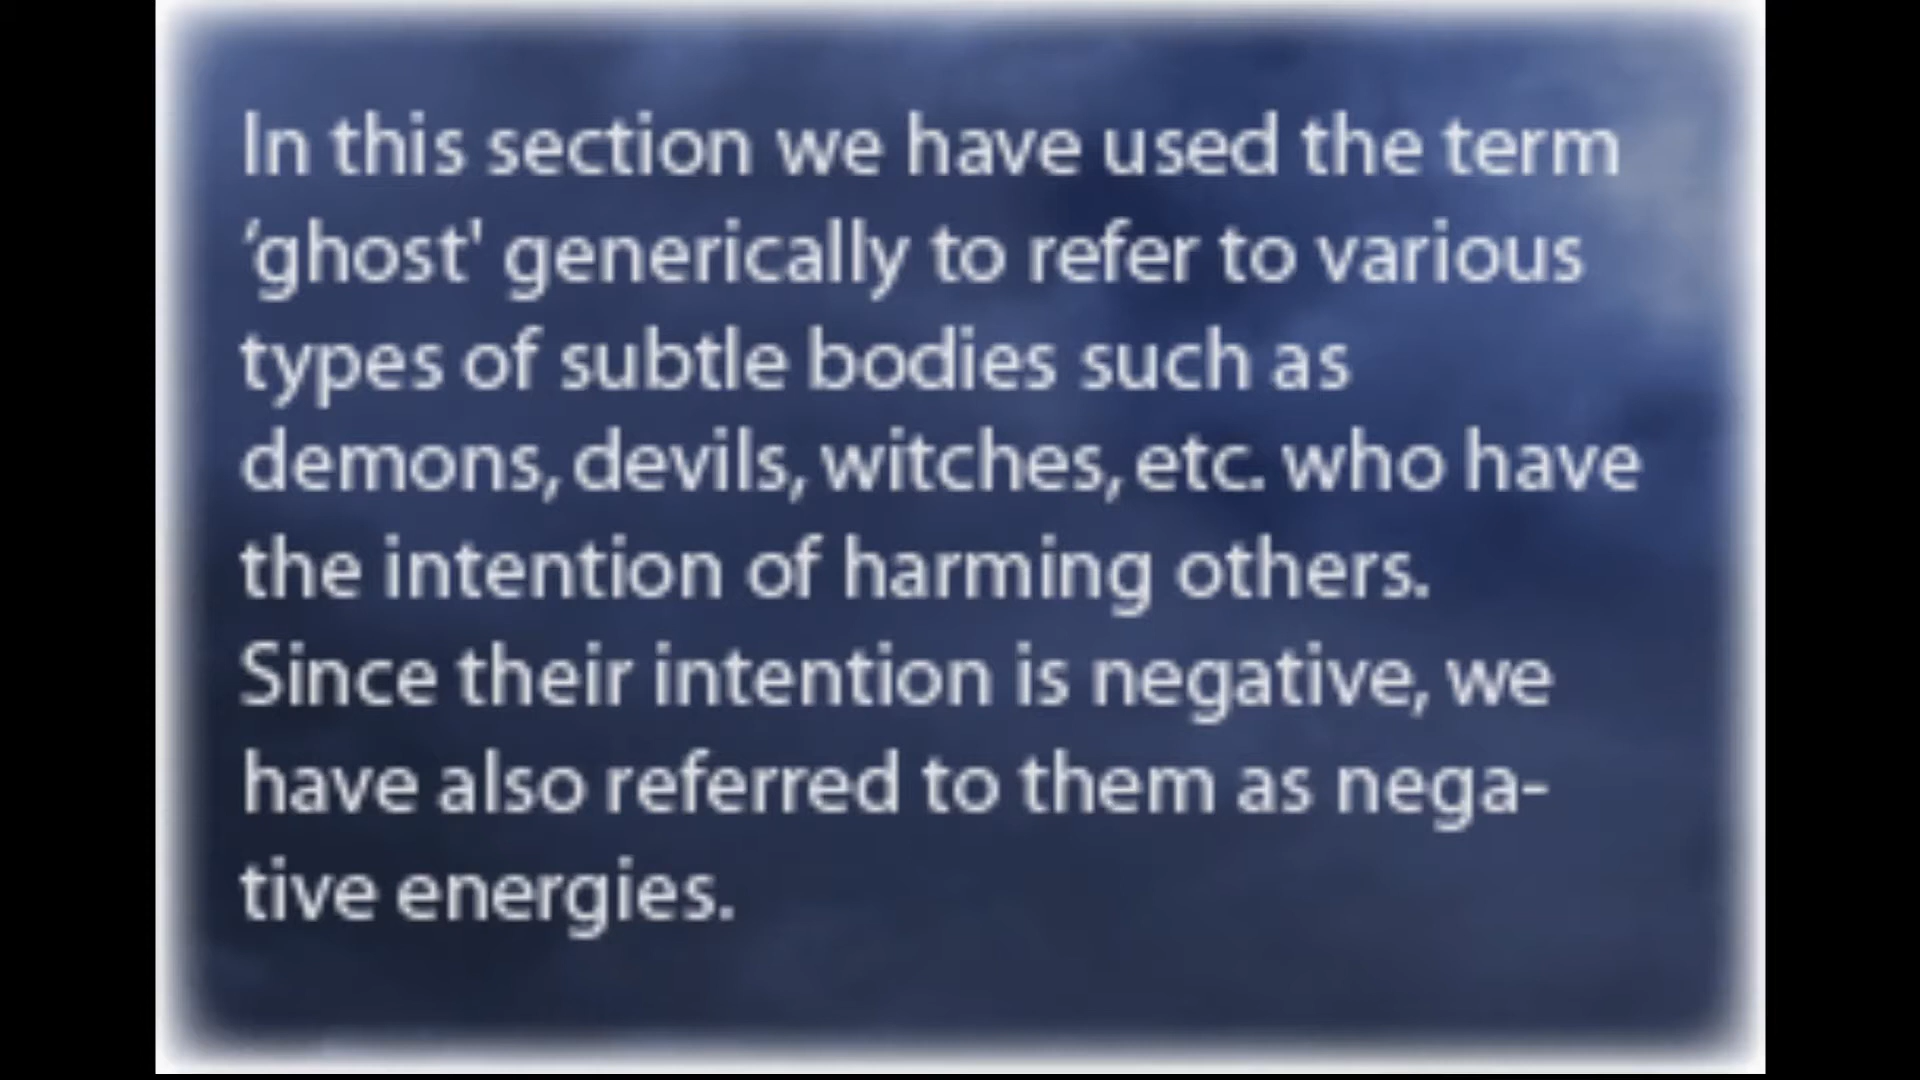 In this section we have used the term
‘ghost' generically to refer to various
types of subtle bodies such as
demons, devils, witches, etc. who have
the intention of harming others.
Since their intention is negative, we
have also referred to them as nega-
tive energies.